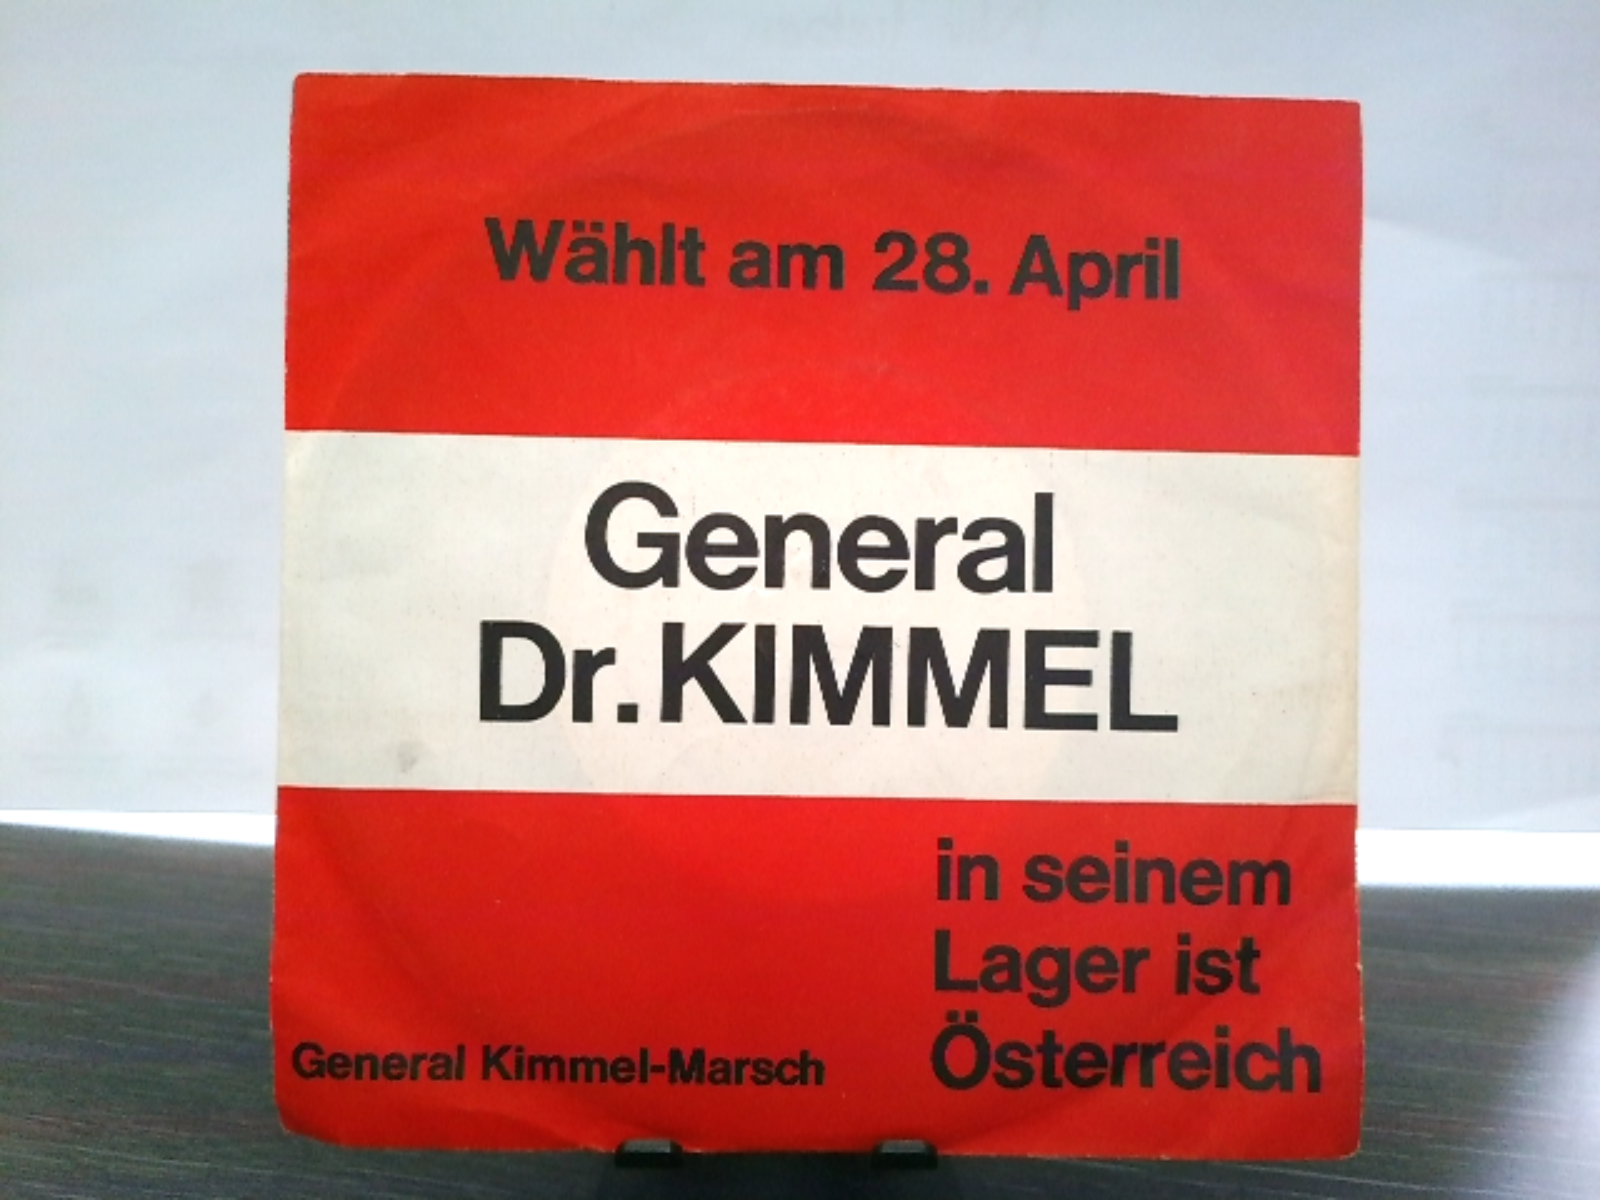 Wählt am 28. April
General
Dr. KIMMEL
in seinem
Lager ist
Österreich
General Kimmel-Marsch